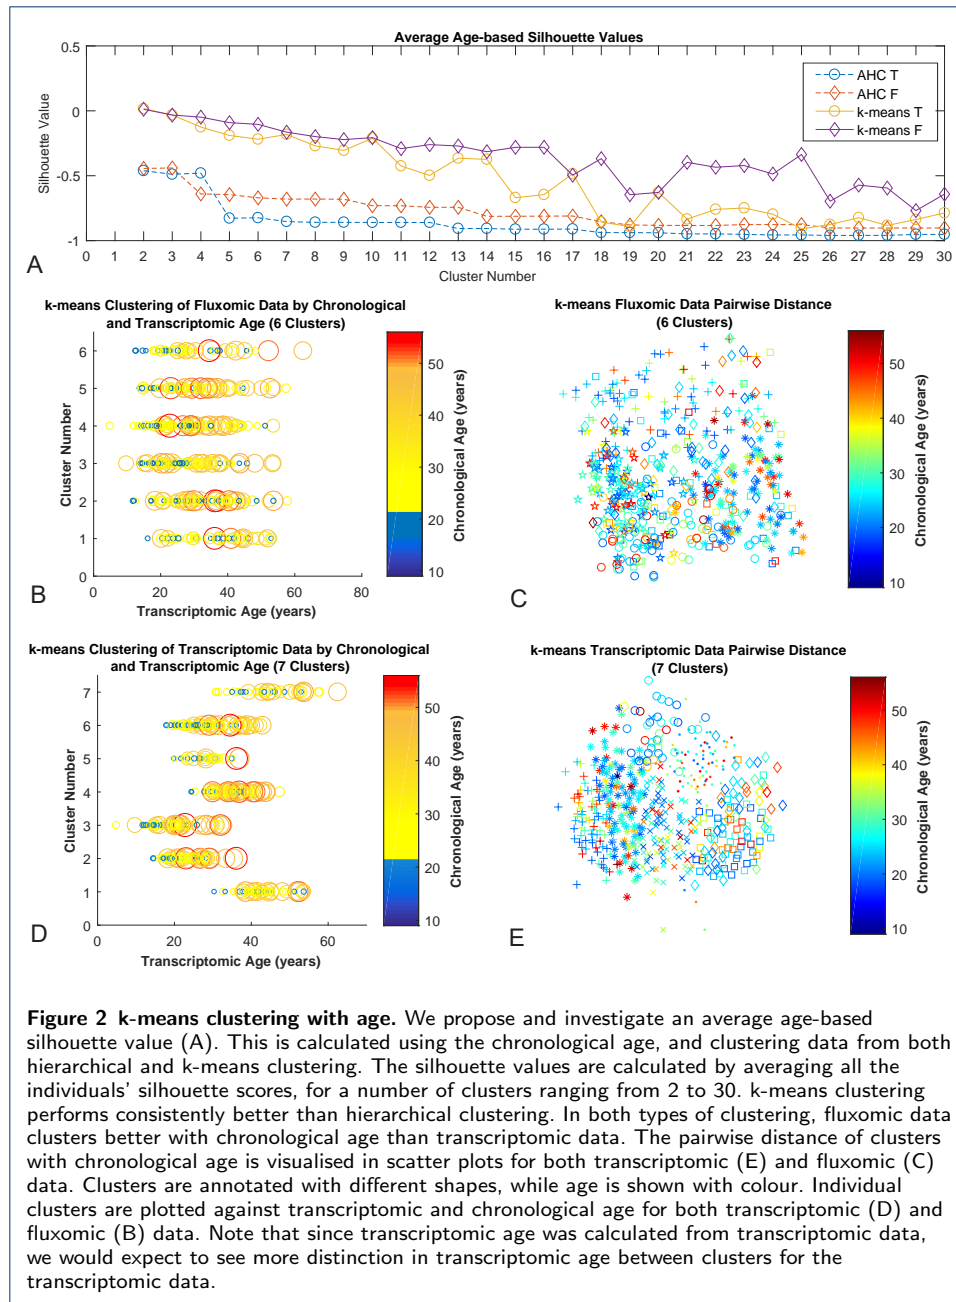 Average Age-based Silhouette Values
0.5
0
-0.5
-1
Silhouette Value
AHC T
AHC F
k-means T
k-means F
0 1 2 3 4 5 6 7 8 9 10 11 12 13 14 15 16 17 18 19 20 21 22 23 24 25 26 27 28 29 30
Cluster Number
A
k-means Clustering of Fluxomic Data by Chronological
and Transcriptomic Age (6 Clusters)
6
5
4
3
2
1
0
Cluster Number
0 20 40 60 80
Transcriptomic Age (years)
50
40
30
20
10
Chronological Age (years)
B
k-means Fluxomic Data Pairwise Distance
(6 Clusters)
50
40
30
20
10
Chronological Age (years)
C
k-means Clustering of Transcriptomic Data by Chronological
and Transcriptomic Age (7 Clusters)
7
6
5
4
3
2
1
0
Cluster Number
0 20 40 60
Transcriptomic Age (years)
50
40
30
20
10
Chronological Age (years)
D
k-means Transcriptomic Data Pairwise Distance
(7 Clusters)
50
40
30
20
10
Chronological Age (years)
E
Figure 2 k-means clustering with age. We propose and investigate an average age-based
silhouette value (A). This is calculated using the chronological age, and clustering data from both
hierarchical and k-means clustering. The silhouette values are calculated by averaging all the
individuals' silhouette scores, for a number of clusters ranging from 2 to 30. k-means clustering
performs consistently better than hierarchical clustering. In both types of clustering, fluxomic data
clusters better with chronological age than transcriptomic data. The pairwise distance of clusters
with chronological age is visualised in scatter plots for both transcriptomic (E) and fluxomic (C)
data. Clusters are annotated with different shapes, while age is shown with colour. Individual
clusters are plotted against transcriptomic and chronological age for both transcriptomic (D) and
fluxomic (B) data. Note that since transcriptomic age was calculated from transcriptomic data,
we would expect to see more distinction in transcriptomic age between clusters for the
transcriptomic data.